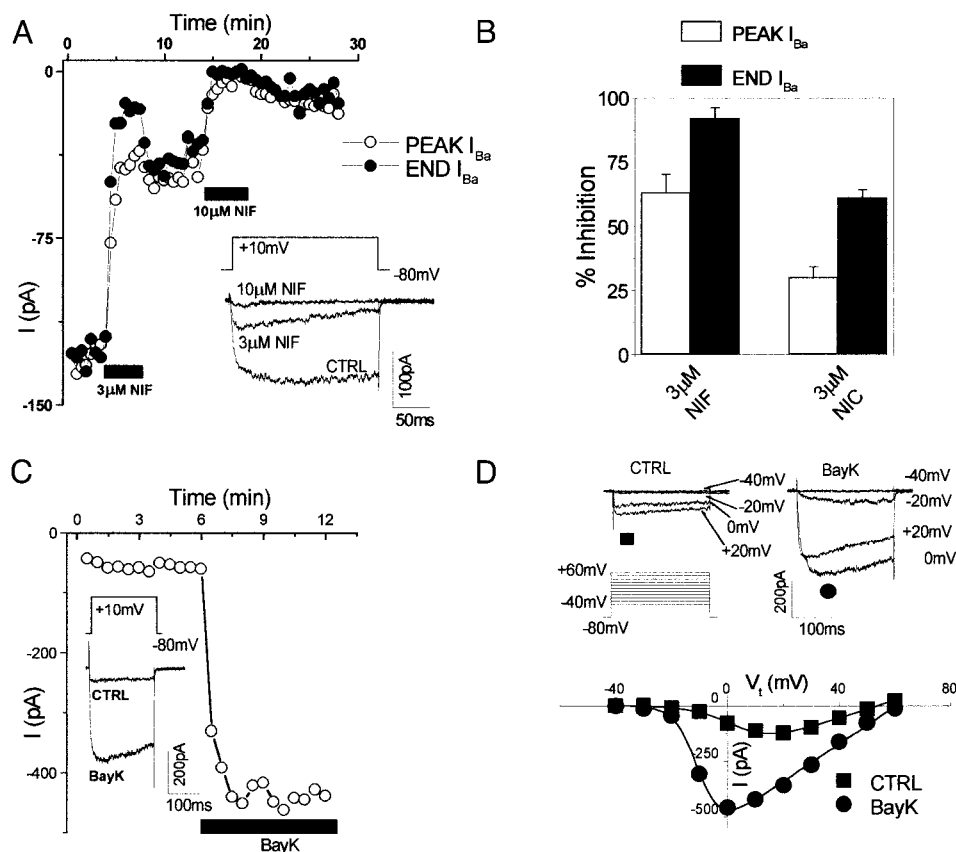 A
Time (min)
0 10 20 30
0
-75
-150
I (pA)
PEAK I_Ba
END I_Ba
10µM NIF
3µM NIF
+10mV
-80mV
10µM NIF
3µM NIF
CTRL
100pA
50ms
B
PEAK I_Ba
END I_Ba
% Inhibition
100
75
50
25
0
3µM NIF
3µM NIC
C
Time (min)
0 3 6 9 12
0
-200
-400
I (pA)
+10mV
-80mV
CTRL
BayK
200pA
100ms
BayK
D
CTRL
-40mV
-20mV
0mV
+20mV
+60mV
-40mV
-80mV
BayK
-40mV
-20mV
+20mV
0mV
200pA
100ms
V_t (mV)
-40 0 40 80
0
-250
-500
I (pA)
CTRL
BayK